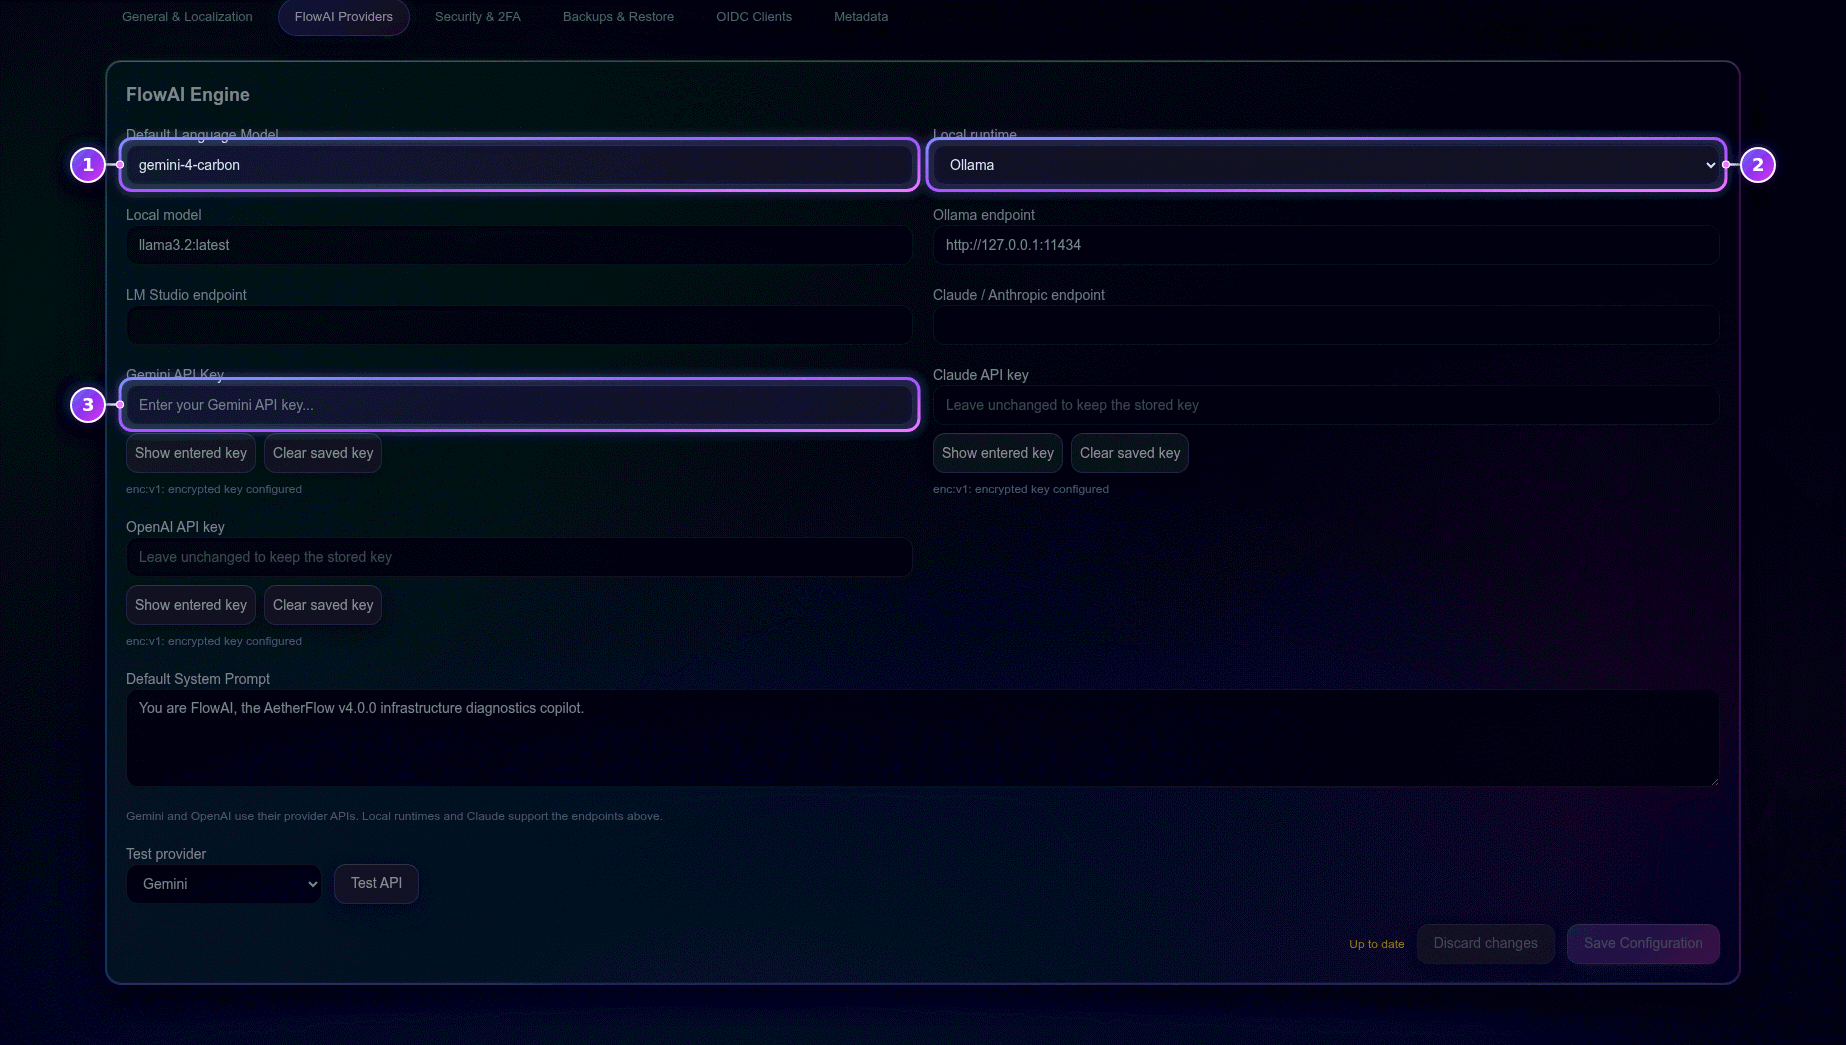 General & Localization
FlowAI Providers
Security & 2FA
Backups & Restore
OIDC Clients
Metadata
FlowAI Engine
Default Language Model
Local runtime
1
gemini-4-carbon
Ollama
2
Local model
Ollama endpoint
llama3.2:latest
http://127.0.0.1:11434
LM Studio endpoint
Claude / Anthropic endpoint
Gemini API Key
Claude API key
3
Enter your Gemini API key...
Leave unchanged to keep the stored key
Show entered key
Clear saved key
Show entered key
Clear saved key
enc:v1: encrypted key configured
enc:v1: encrypted key configured
OpenAI API key
Leave unchanged to keep the stored key
Show entered key
Clear saved key
enc:v1: encrypted key configured
Default System Prompt
You are FlowAI, the AetherFlow v4.0.0 infrastructure diagnostics copilot.
Gemini and OpenAI use their provider APIs. Local runtimes and Claude support the endpoints above.
Test provider
Gemini
Test API
Up to date
Discard changes
Save Configuration